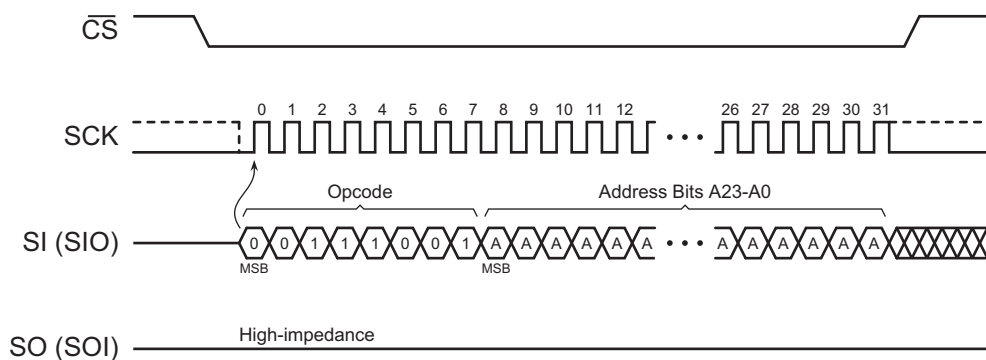 CS
SCK
0 1 2 3 4 5 6 7 8 9 10 11 12 26 27 28 29 30 31
Opcode
Address Bits A23-A0
SI (SIO)
0 0 1 1 1 0 0 1 A A A A A A A A A A A A
MSB
MSB
SO (SOI)
High-impedance